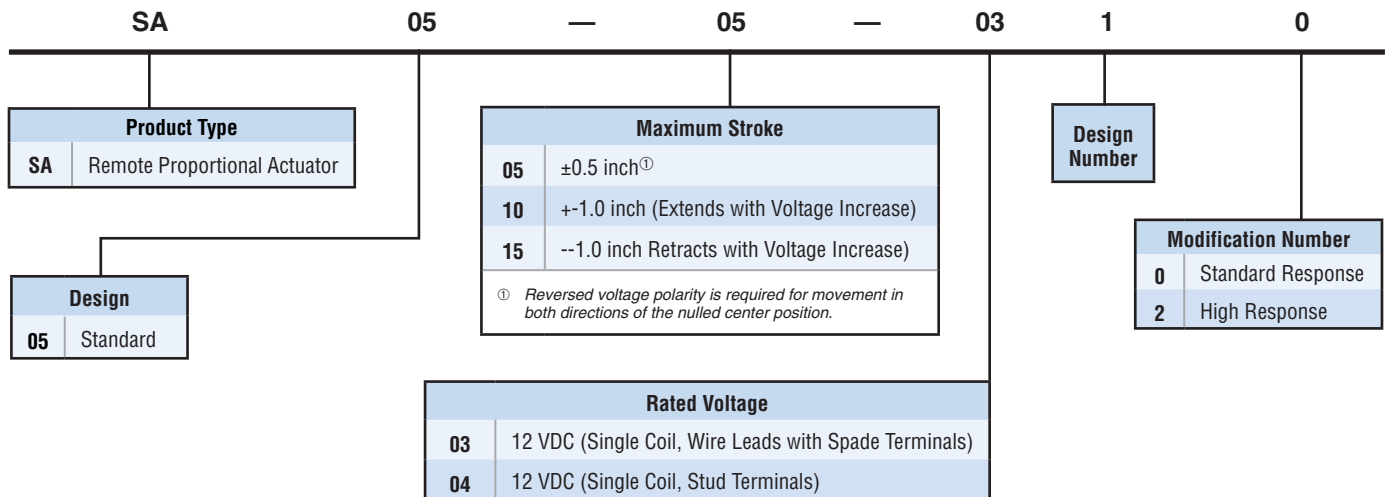 SA 05 — 05 — 03 1 0
Product Type
SA Remote Proportional Actuator
Design
05 Standard
Maximum Stroke
05 ±0.5 inch①
10 +-1.0 inch (Extends with Voltage Increase)
15 --1.0 inch Retracts with Voltage Increase)
① Reversed voltage polarity is required for movement in
both directions of the nulled center position.
Rated Voltage
03 12 VDC (Single Coil, Wire Leads with Spade Terminals)
04 12 VDC (Single Coil, Stud Terminals)
Design
Number
Modification Number
0 Standard Response
2 High Response